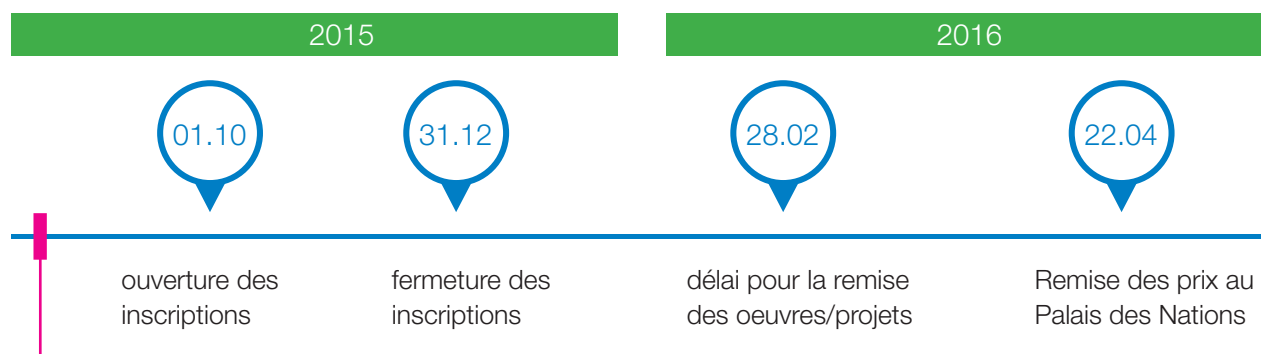 2015
2016
01.10
31.12
28.02
22.04
ouverture des
inscriptions
fermeture des
inscriptions
délai pour la remise
des oeuvres/projets
Remise des prix au
Palais des Nations